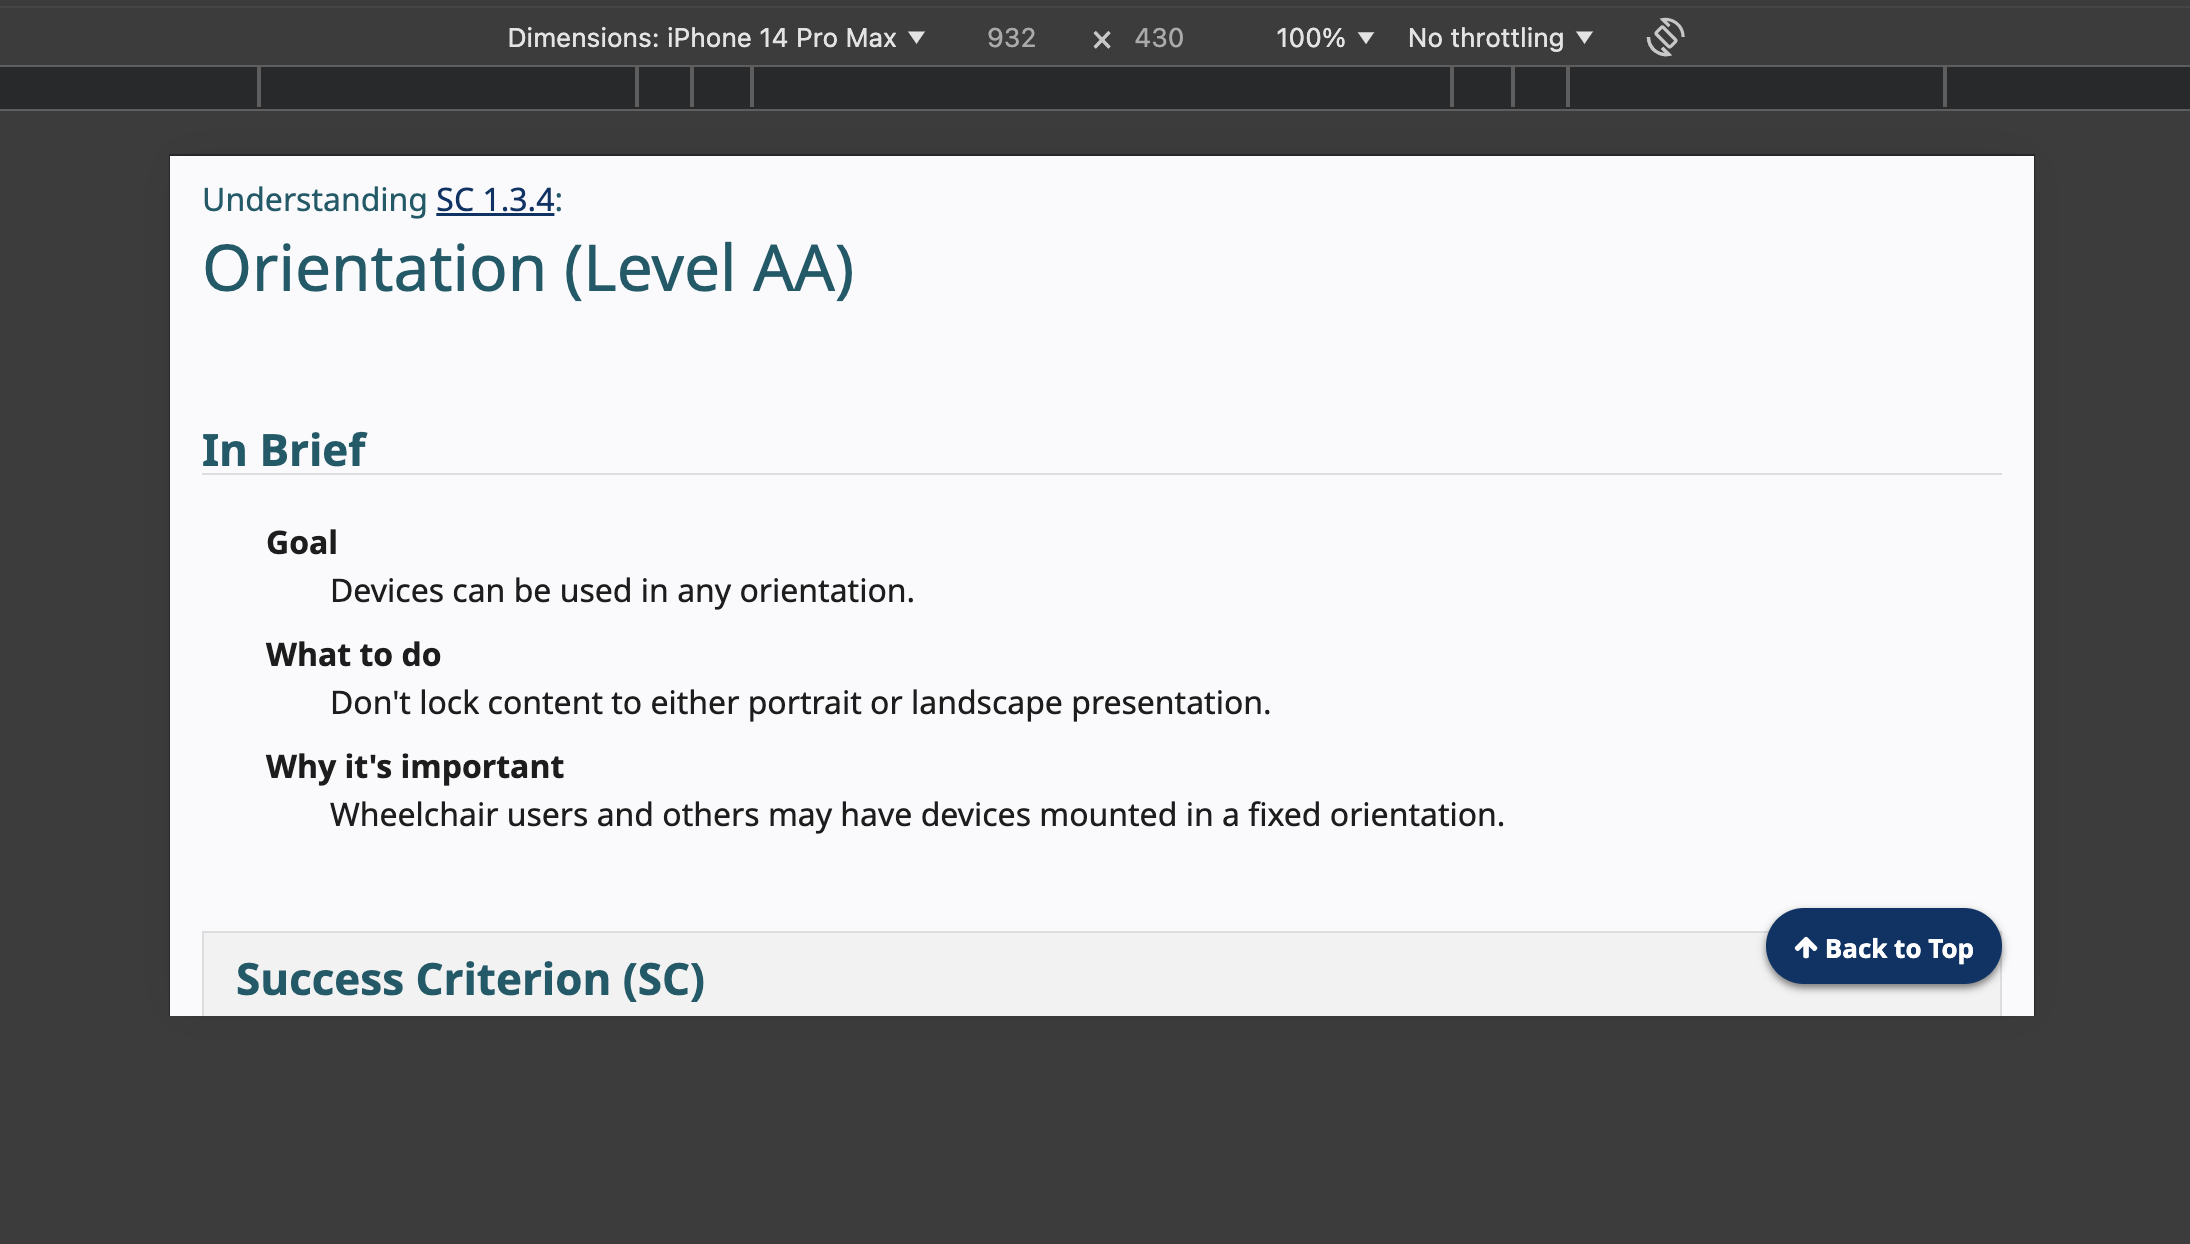 Dimensions: iPhone 14 Pro Max ▼ 932 × 430 100% ▼ No throttling ▼
Understanding SC 1.3.4:
Orientation (Level AA)
In Brief
Goal
Devices can be used in any orientation.
What to do
Don't lock content to either portrait or landscape presentation.
Why it's important
Wheelchair users and others may have devices mounted in a fixed orientation.
↑ Back to Top
Success Criterion (SC)